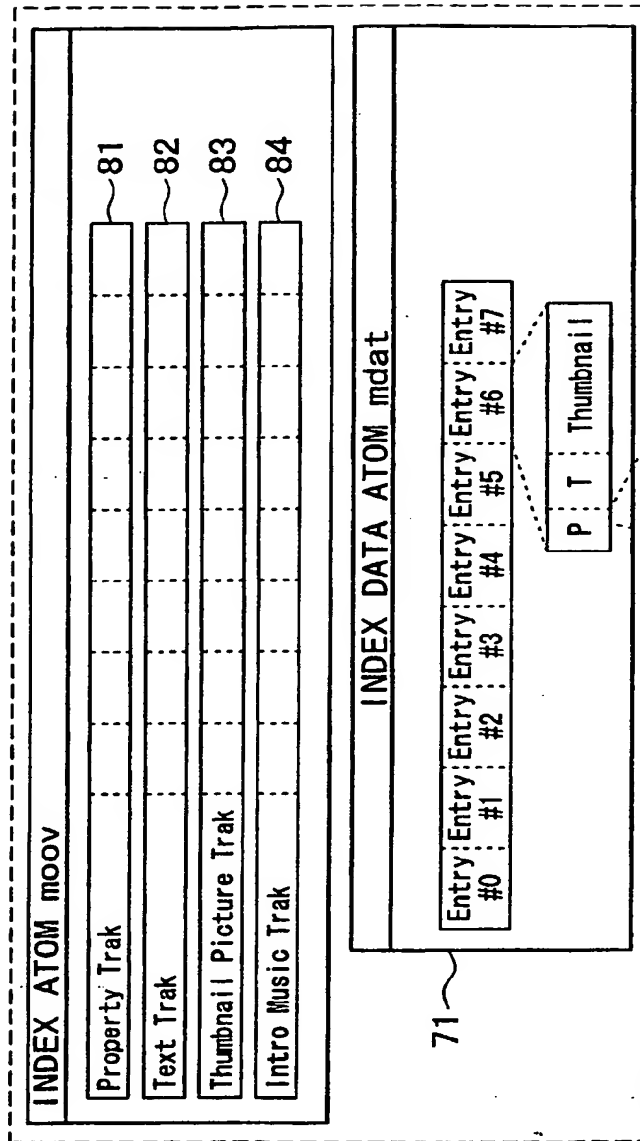 INDEX ATOM moov
Property Trak 81
Text Trak 82
Thumbnail Picture Trak 83
Intro Music Trak 84
INDEX DATA ATOM mdat
71
Entry Entry Entry Entry Entry Entry Entry Entry
#0 #1 #2 #3 #4 #5 #6 #7
P T Thumbnail